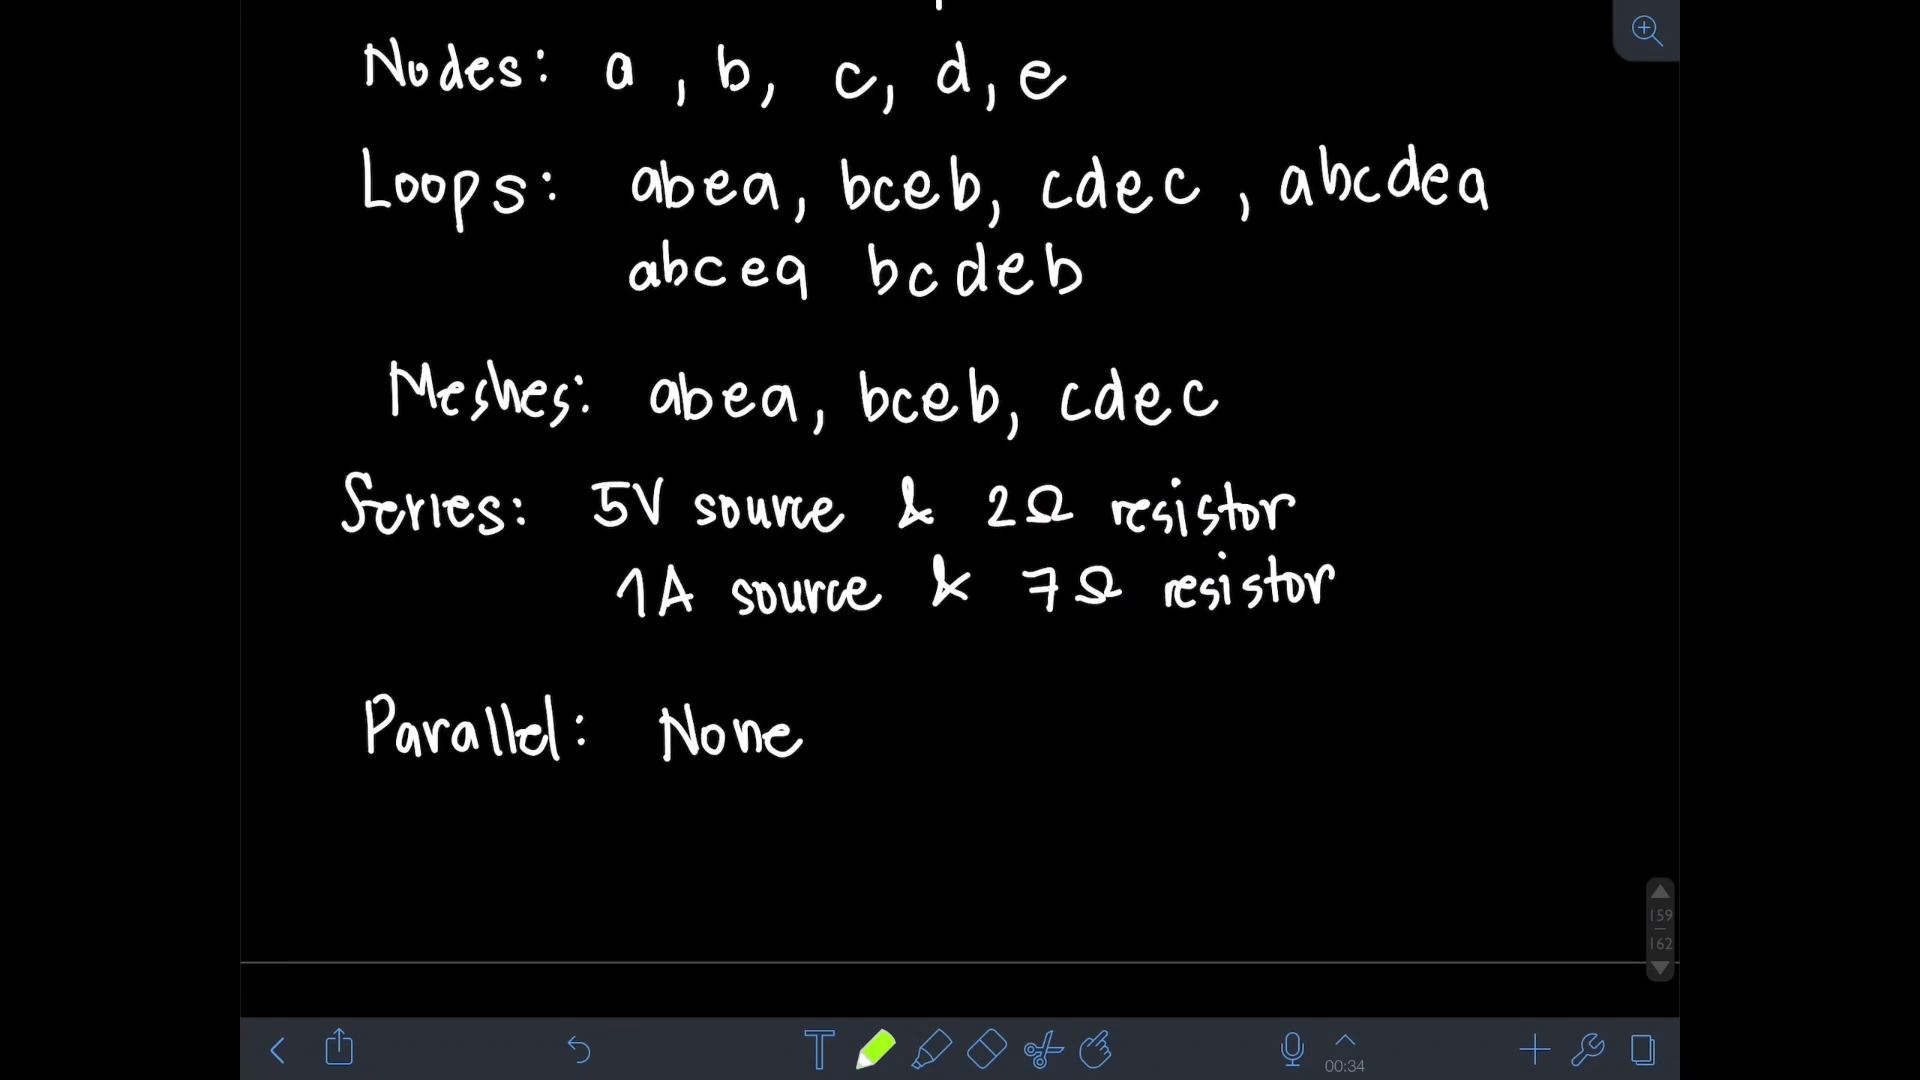 Nodes: a , b, c, d, e
Loops: abea, bceb, cdec , abcdea
abcea bcdeb
Meshes: abea, bceb, cdec
Series: 5V source & 2Ω resistor
1A source & 7Ω resistor
Parallel: None
159
162
T
00:34